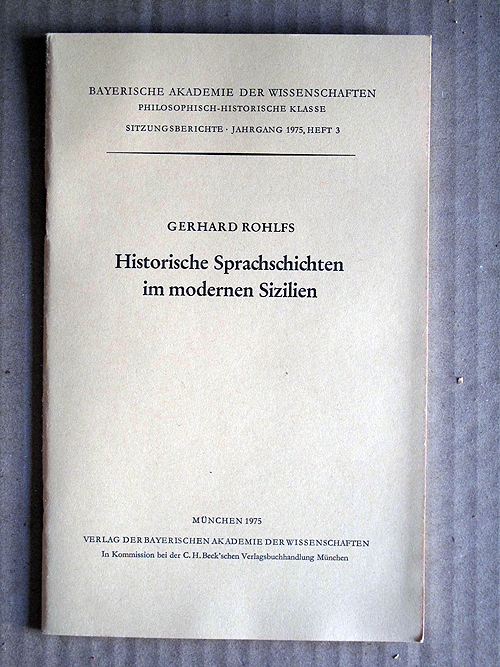 BAYERISCHE AKADEMIE DER WISSENSCHAFTEN
PHILOSOPHISCH-HISTORISCHE KLASSE
SITZUNGSBERICHTE · JAHRGANG 1975, HEFT 3
GERHARD ROHLFS
Historische Sprachschichten
im modernen Sizilien
MÜNCHEN 1975
VERLAG DER BAYERISCHEN AKADEMIE DER WISSENSCHAFTEN
In Kommission bei der C. H. Beck'schen Verlagsbuchhandlung München